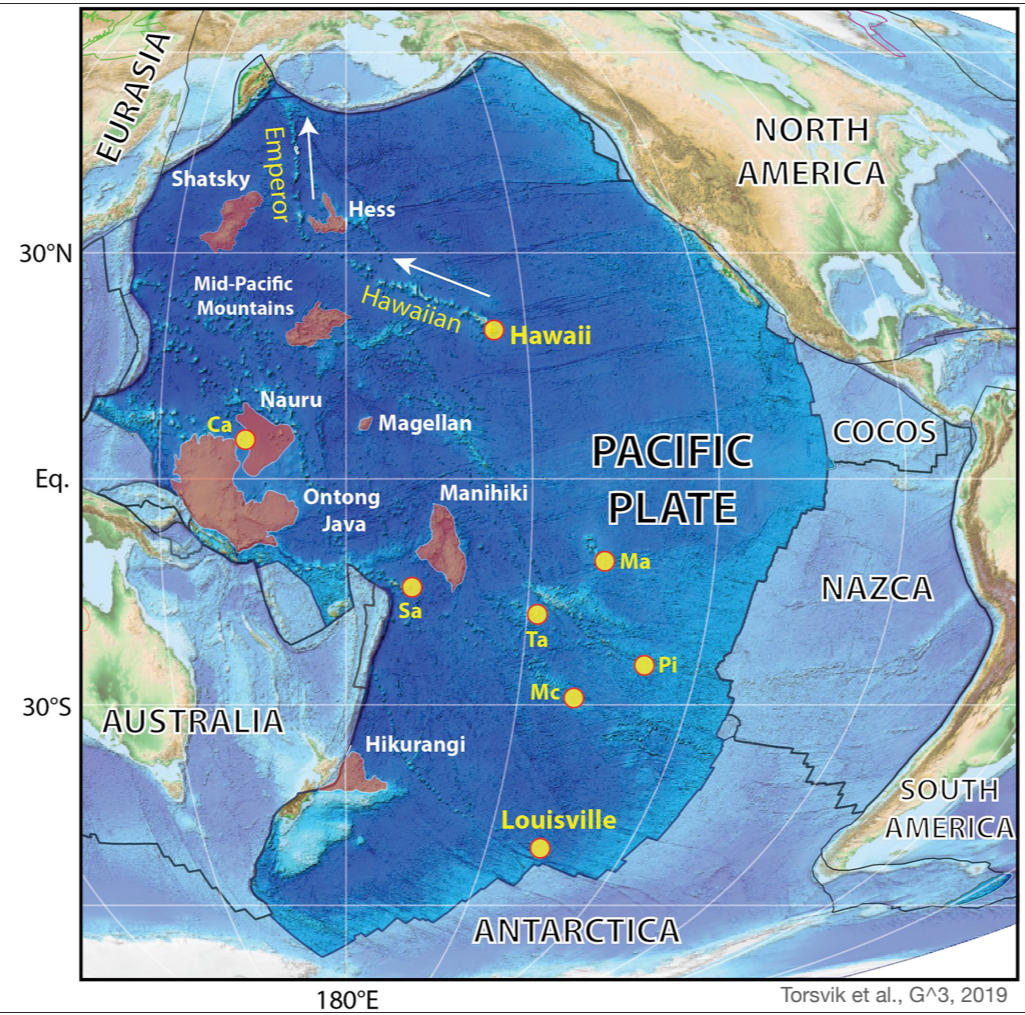 EURASIA
NORTH
AMERICA
Emperor
Shatsky
Hess
30°N
Mid-Pacific
Mountains
Hawaiian
Hawaii
Nauru
Ca
Magellan
COCOS
PACIFIC
PLATE
Eq.
Ontong
Java
Manihiki
Ma
NAZCA
Sa
Ta
Pi
Mc
30°S
AUSTRALIA
Hikurangi
SOUTH
AMERICA
Louisville
ANTARCTICA
180°E
Torsvik et al., G^3, 2019